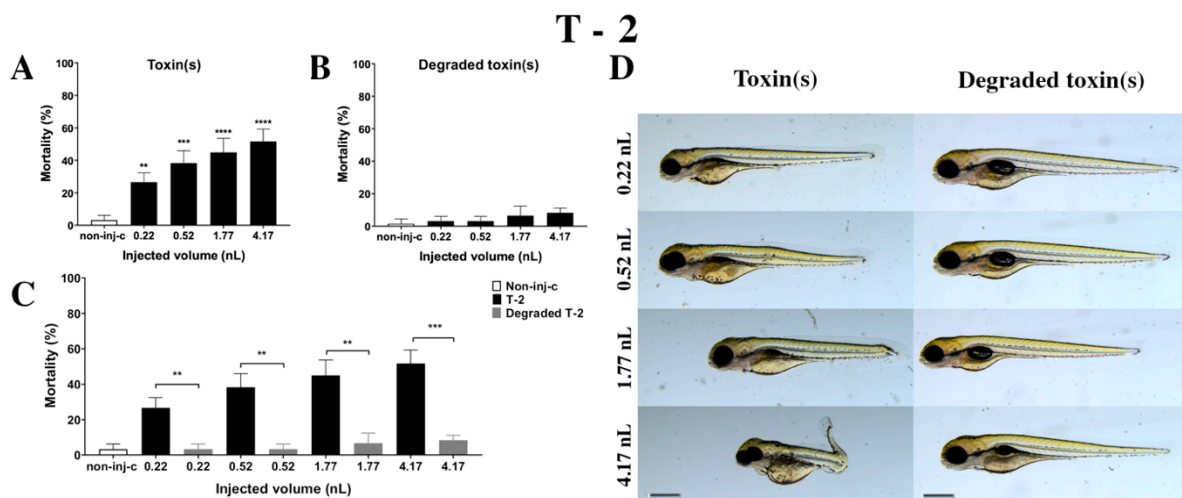 T - 2
A
Toxin(s)
Mortality (%)
100
80
60
40
20
0
**
***
****
****
non-inj-c 0.22 0.52 1.77 4.17
Injected volume (nL)
B
Degraded toxin(s)
Mortality (%)
100
80
60
40
20
0
non-inj-c 0.22 0.52 1.77 4.17
Injected volume (nL)
C
Mortality (%)
100
80
60
40
20
0
Non-inj-c
T-2
Degraded T-2
**
**
**
***
non-inj-c 0.22 0.22 0.52 0.52 1.77 1.77 4.17 4.17
Injected volume (nL)
D
Toxin(s) Degraded toxin(s)
0.22 nL
0.52 nL
1.77 nL
4.17 nL